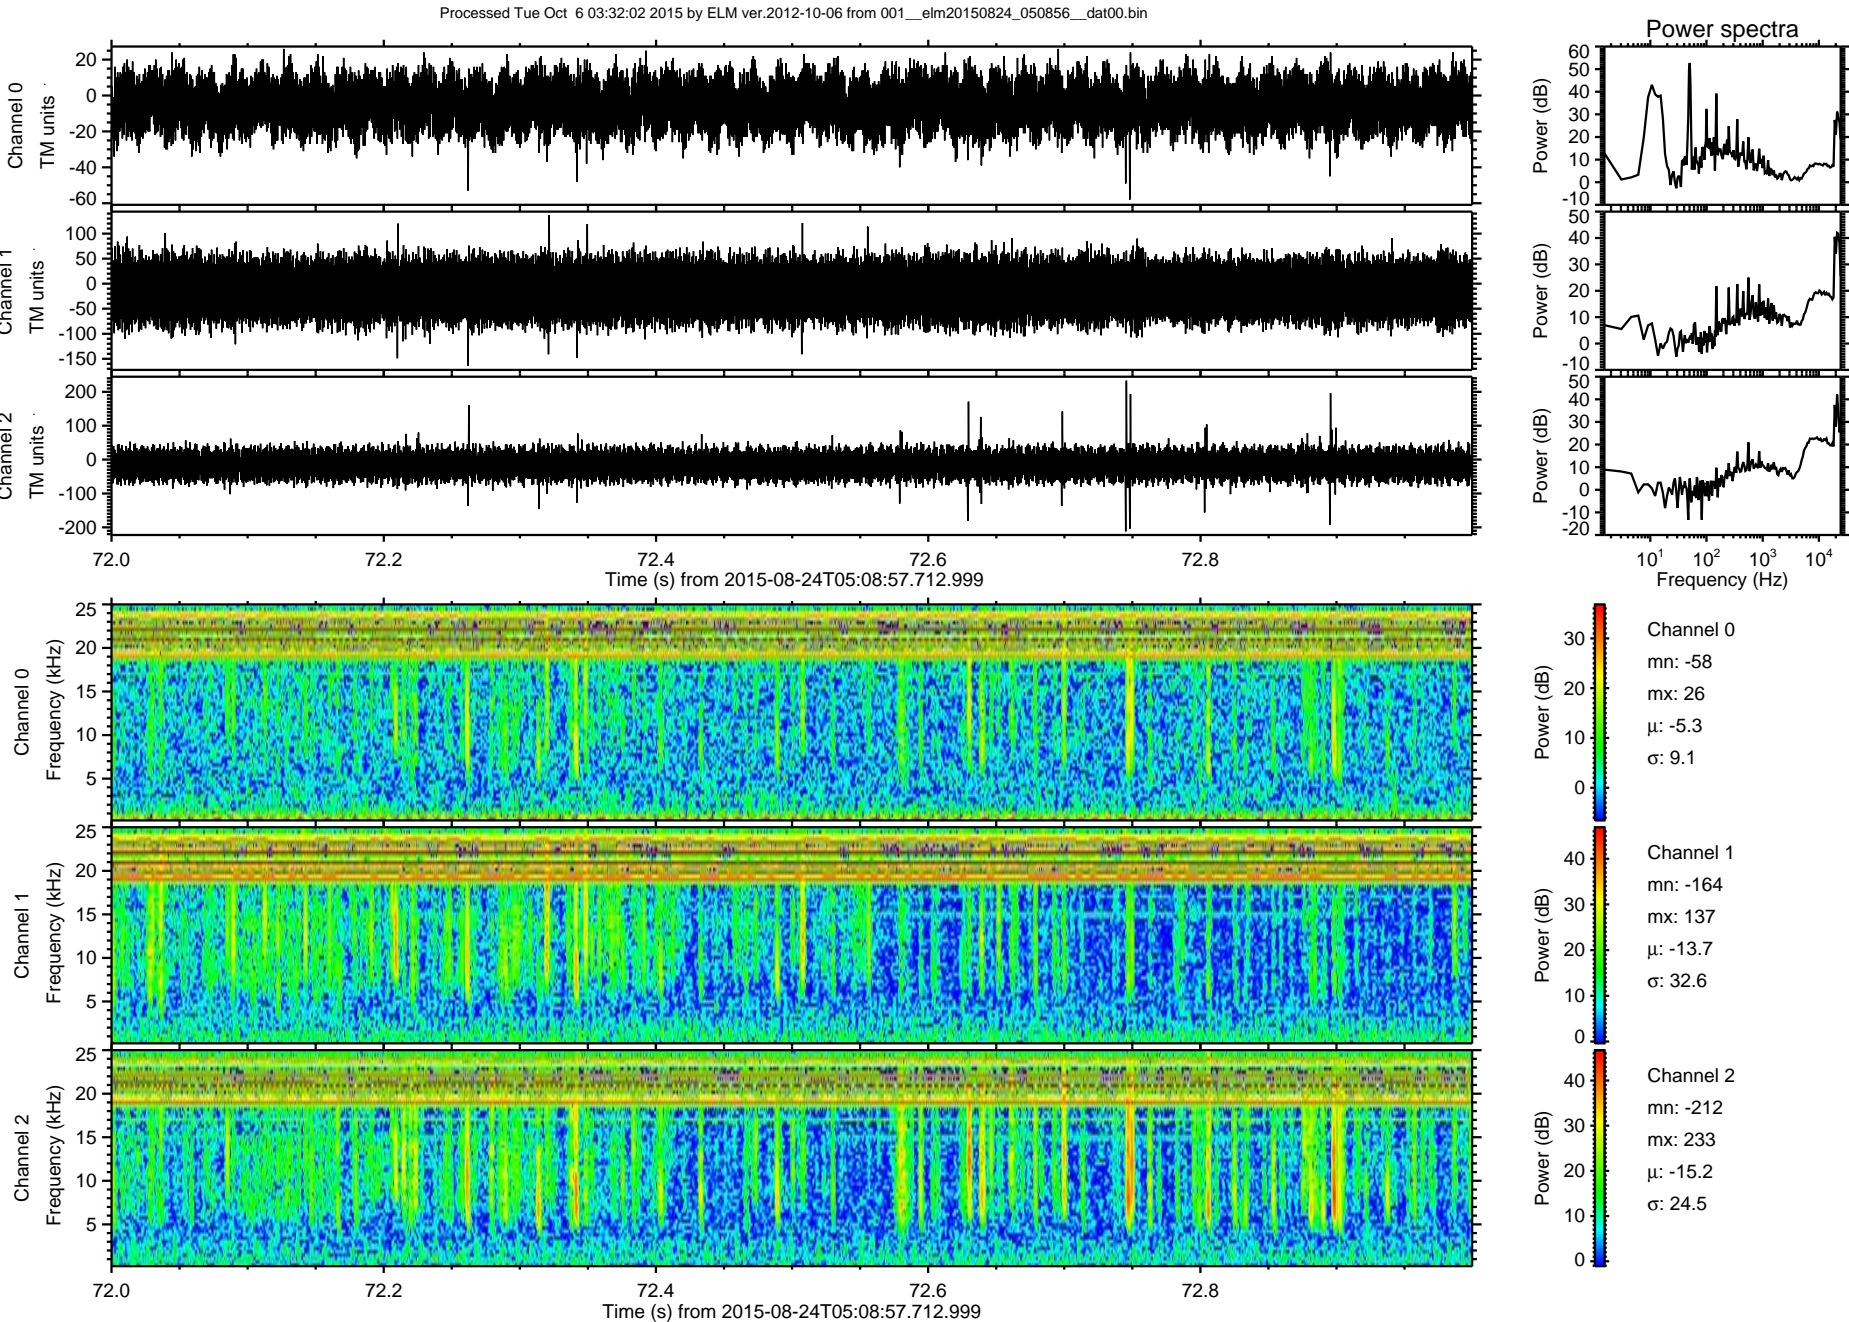 Processed Tue Oct  6 03:32:02 2015 by ELM ver.2012-10-06 from 001__elm20150824_050856__dat00.bin
Power spectra
Channel 0
TM units
20
0
-20
-40
-60
Power (dB)
60
50
40
30
20
10
0
-10
Channel 1
TM units
100
50
0
-50
-100
-150
Power (dB)
50
40
30
20
10
0
-10
Channel 2
TM units
200
100
0
-100
-200
Power (dB)
50
40
30
20
10
0
-10
-20
72.0 72.2 72.4 72.6 72.8
Time (s) from 2015-08-24T05:08:57.712.999
10¹ 10² 10³ 10⁴
Frequency (Hz)
Channel 0
Frequency (kHz)
25
20
15
10
5
Power (dB)
30
20
10
0
Channel 0
mn: -58
mx: 26
μ: -5.3
σ: 9.1
Channel 1
Frequency (kHz)
25
20
15
10
5
Power (dB)
40
30
20
10
0
Channel 1
mn: -164
mx: 137
μ: -13.7
σ: 32.6
Channel 2
Frequency (kHz)
25
20
15
10
5
Power (dB)
40
30
20
10
0
Channel 2
mn: -212
mx: 233
μ: -15.2
σ: 24.5
72.0 72.2 72.4 72.6 72.8
Time (s) from 2015-08-24T05:08:57.712.999